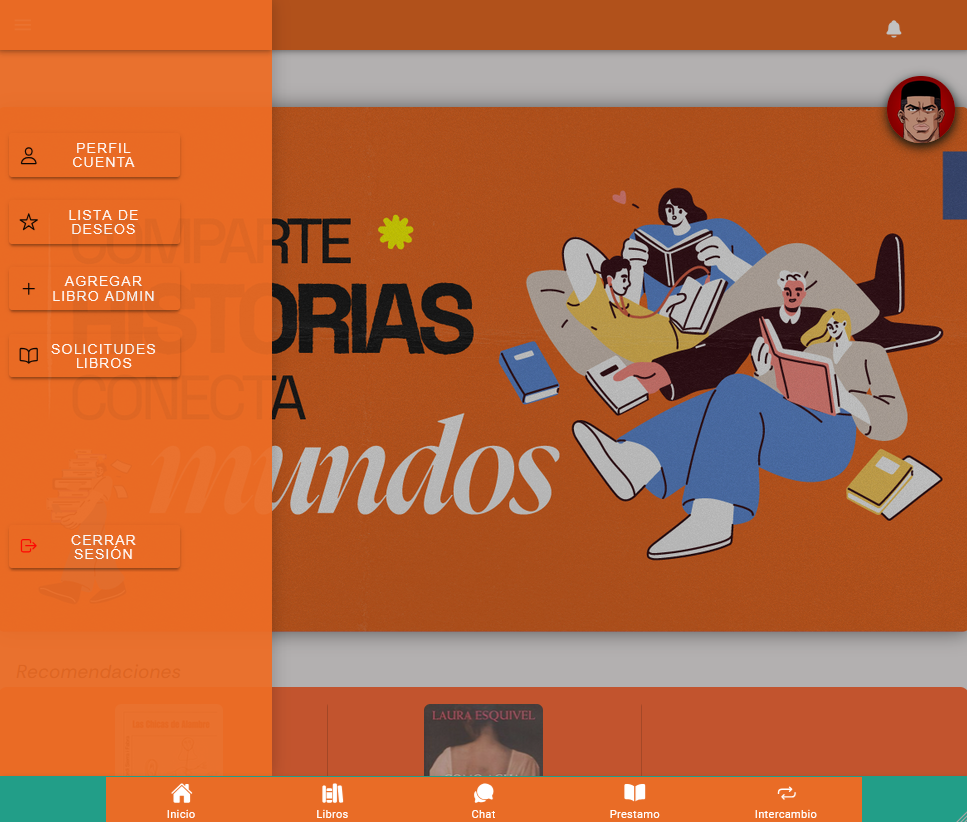 PERFIL
CUENTA
LISTA DE
DESEOS
AGREGAR
LIBRO ADMIN
SOLICITUDES
LIBROS
CERRAR
SESIÓN
COMPARTE
HISTORIAS
CONECTA
mundos
Recomendaciones
LAURA ESQUIVEL
Inicio
Libros
Chat
Prestamo
Intercambio